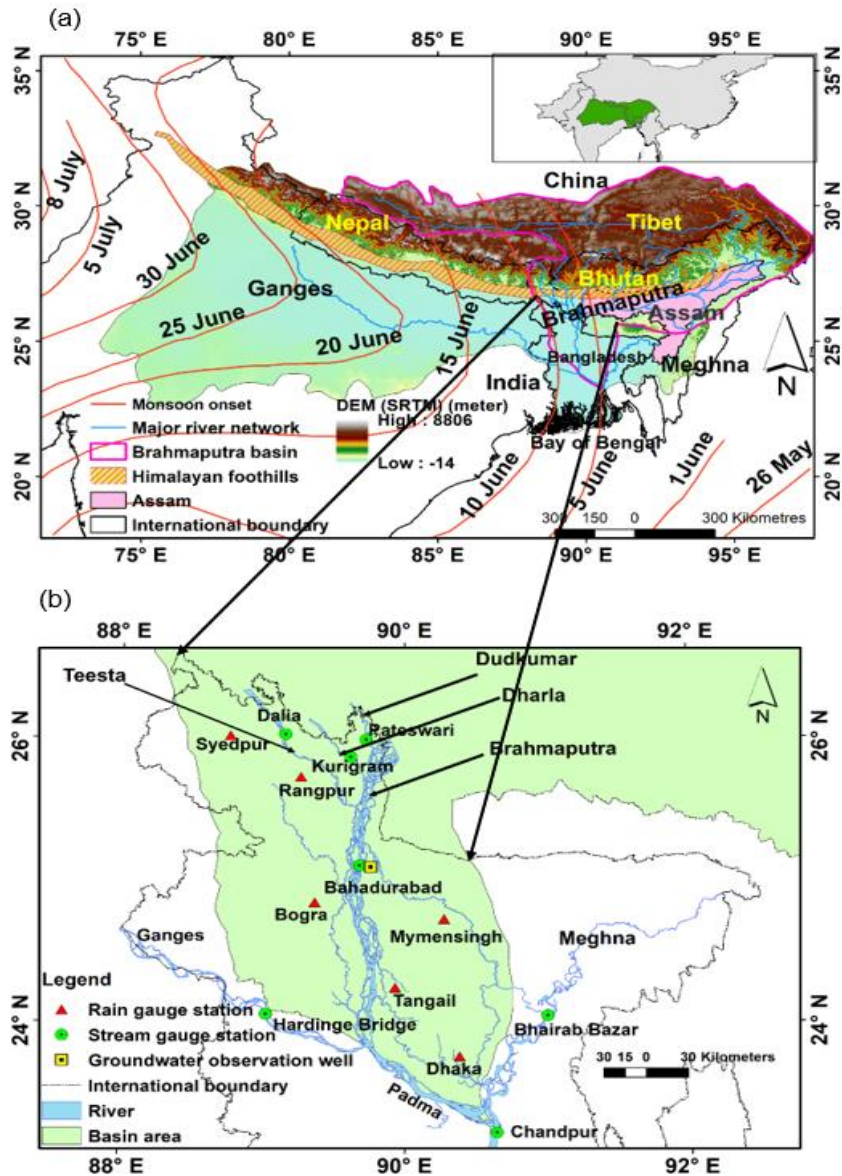 (a)
75° E
80° E
85° E
90° E
95° E
35° N
35° N
30° N
30° N
25° N
25° N
20° N
20° N
China
Nepal
Tibet
Bhutan
Brahmaputra
Assam
Ganges
Bangladesh
Meghna
India
Bay of Bengal
N
8 July
5 July
30 June
25 June
20 June
15 June
10 June
5 June
1June
26 May
Monsoon onset
Major river network
Brahmaputra basin
Himalayan foothills
Assam
International boundary
DEM (SRTM) (meter)
High : 8806
Low : -14
300 150 0 300 Kilometres
75° E
80° E
85° E
90° E
95° E
(b)
88° E
90° E
92° E
26° N
26° N
24° N
24° N
Teesta
Dudkumar
Dharla
Brahmaputra
N
Dalia
Pateswari
Syedpur
Kurigram
Rangpur
Bahadurabad
Bogra
Mymensingh
Meghna
Ganges
Tangail
Hardinge Bridge
Bhairab Bazar
Dhaka
Padma
Chandpur
Legend
Rain gauge station
Stream gauge station
Groundwater observation well
International boundary
River
Basin area
30 15 0 30 Kilometers
88° E
90° E
92° E